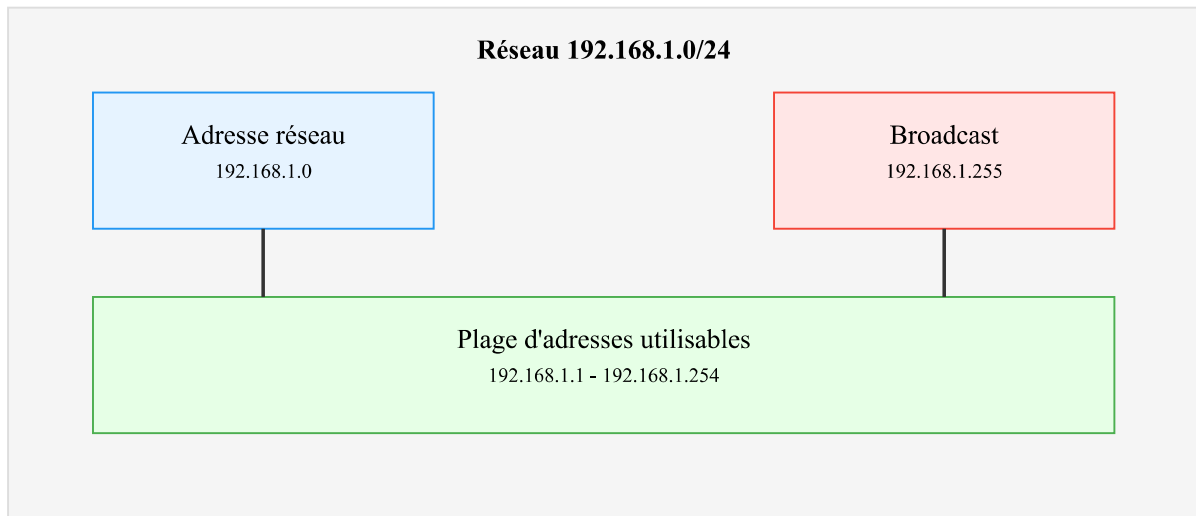 Réseau 192.168.1.0/24
Adresse réseau
192.168.1.0
Broadcast
192.168.1.255
Plage d'adresses utilisables
192.168.1.1 - 192.168.1.254